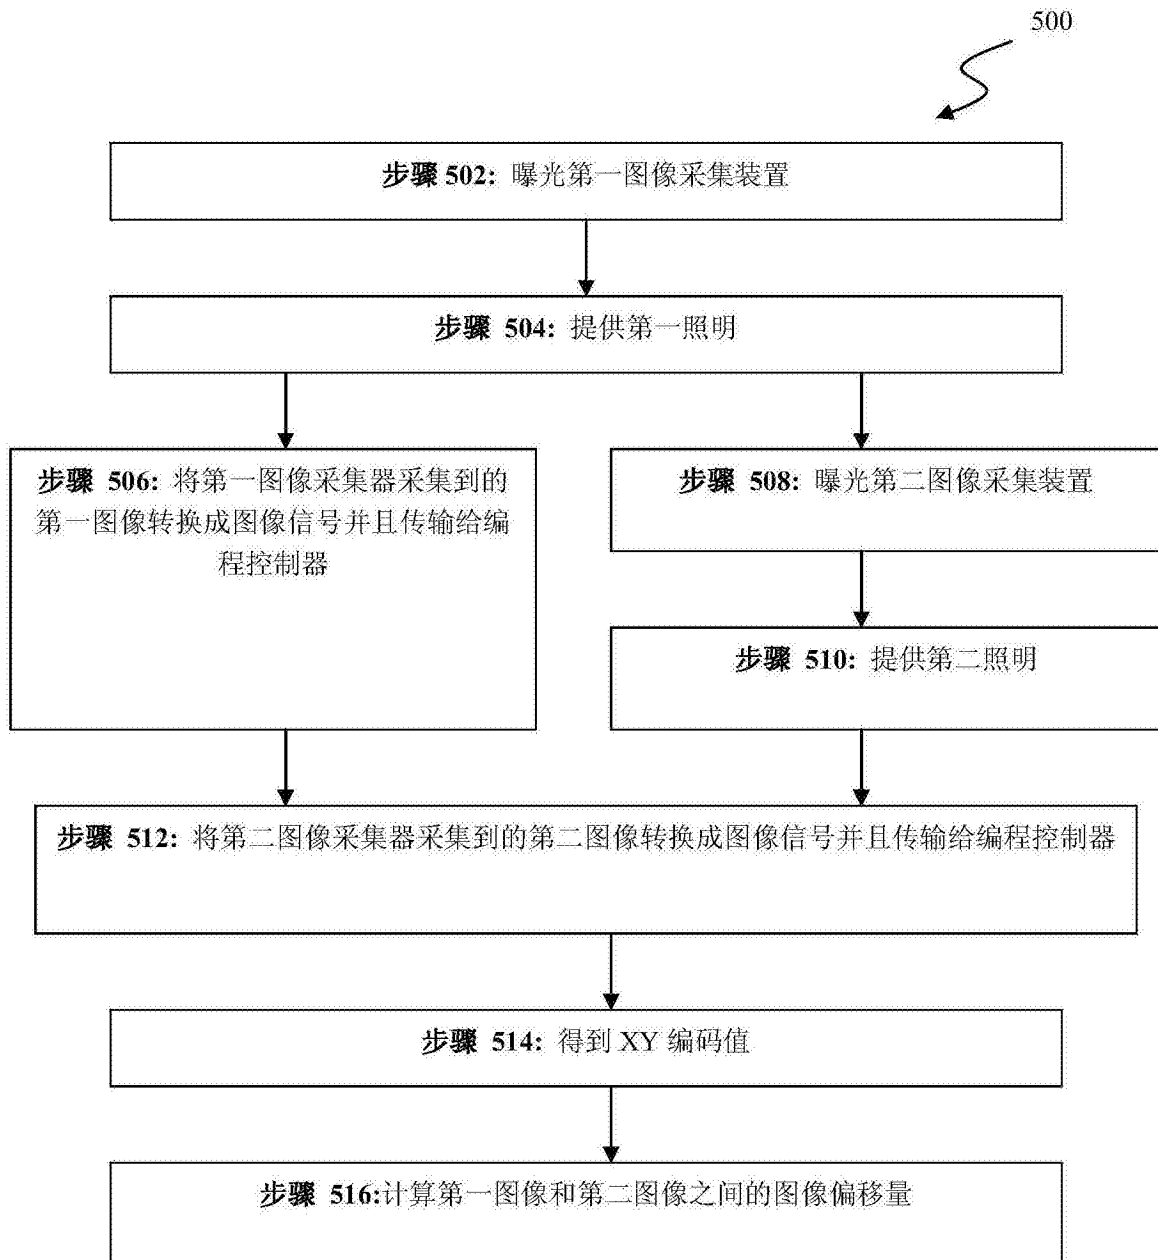 500
步骤502: 曝光第一图像采集装置
步骤 504: 提供第一照明
步骤 506: 将第一图像采集器采集到的
第一图像转换成图像信号并且传输给编
程控制器
步骤 508: 曝光第二图像采集装置
步骤 510: 提供第二照明
步骤 512: 将第二图像采集器采集到的第二图像转换成图像信号并且传输给编程控制器
步骤 514: 得到 XY 编码值
步骤 516:计算第一图像和第二图像之间的图像偏移量